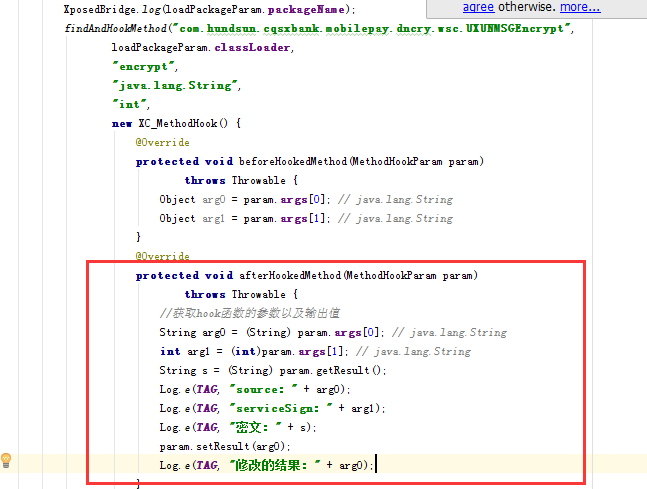 XposedBridge.log(loadPackageParam.packageName);
agree otherwise. more...
findAndHookMethod("com.hundsun.cqsxbank.mobilepay.dncry.wsc.UXUNMSGEncrypt",
loadPackageParam.classLoader,
"encrypt",
"java.lang.String",
"int",
new XC_MethodHook() {
@Override
protected void beforeHookedMethod(MethodHookParam param)
throws Throwable {
Object arg0 = param.args[0]; // java.lang.String
Object arg1 = param.args[1]; // java.lang.String
}
@Override
protected void afterHookedMethod(MethodHookParam param)
throws Throwable {
//获取hook函数的参数以及输出值
String arg0 = (String) param.args[0]; // java.lang.String
int arg1 = (int)param.args[1]; // java.lang.String
String s = (String) param.getResult();
Log.e(TAG, "source：" + arg0);
Log.e(TAG, "serviceSign：" + arg1);
Log.e(TAG, "密文：" + s);
param.setResult(arg0);
Log.e(TAG, "修改的结果：" + arg0);
}